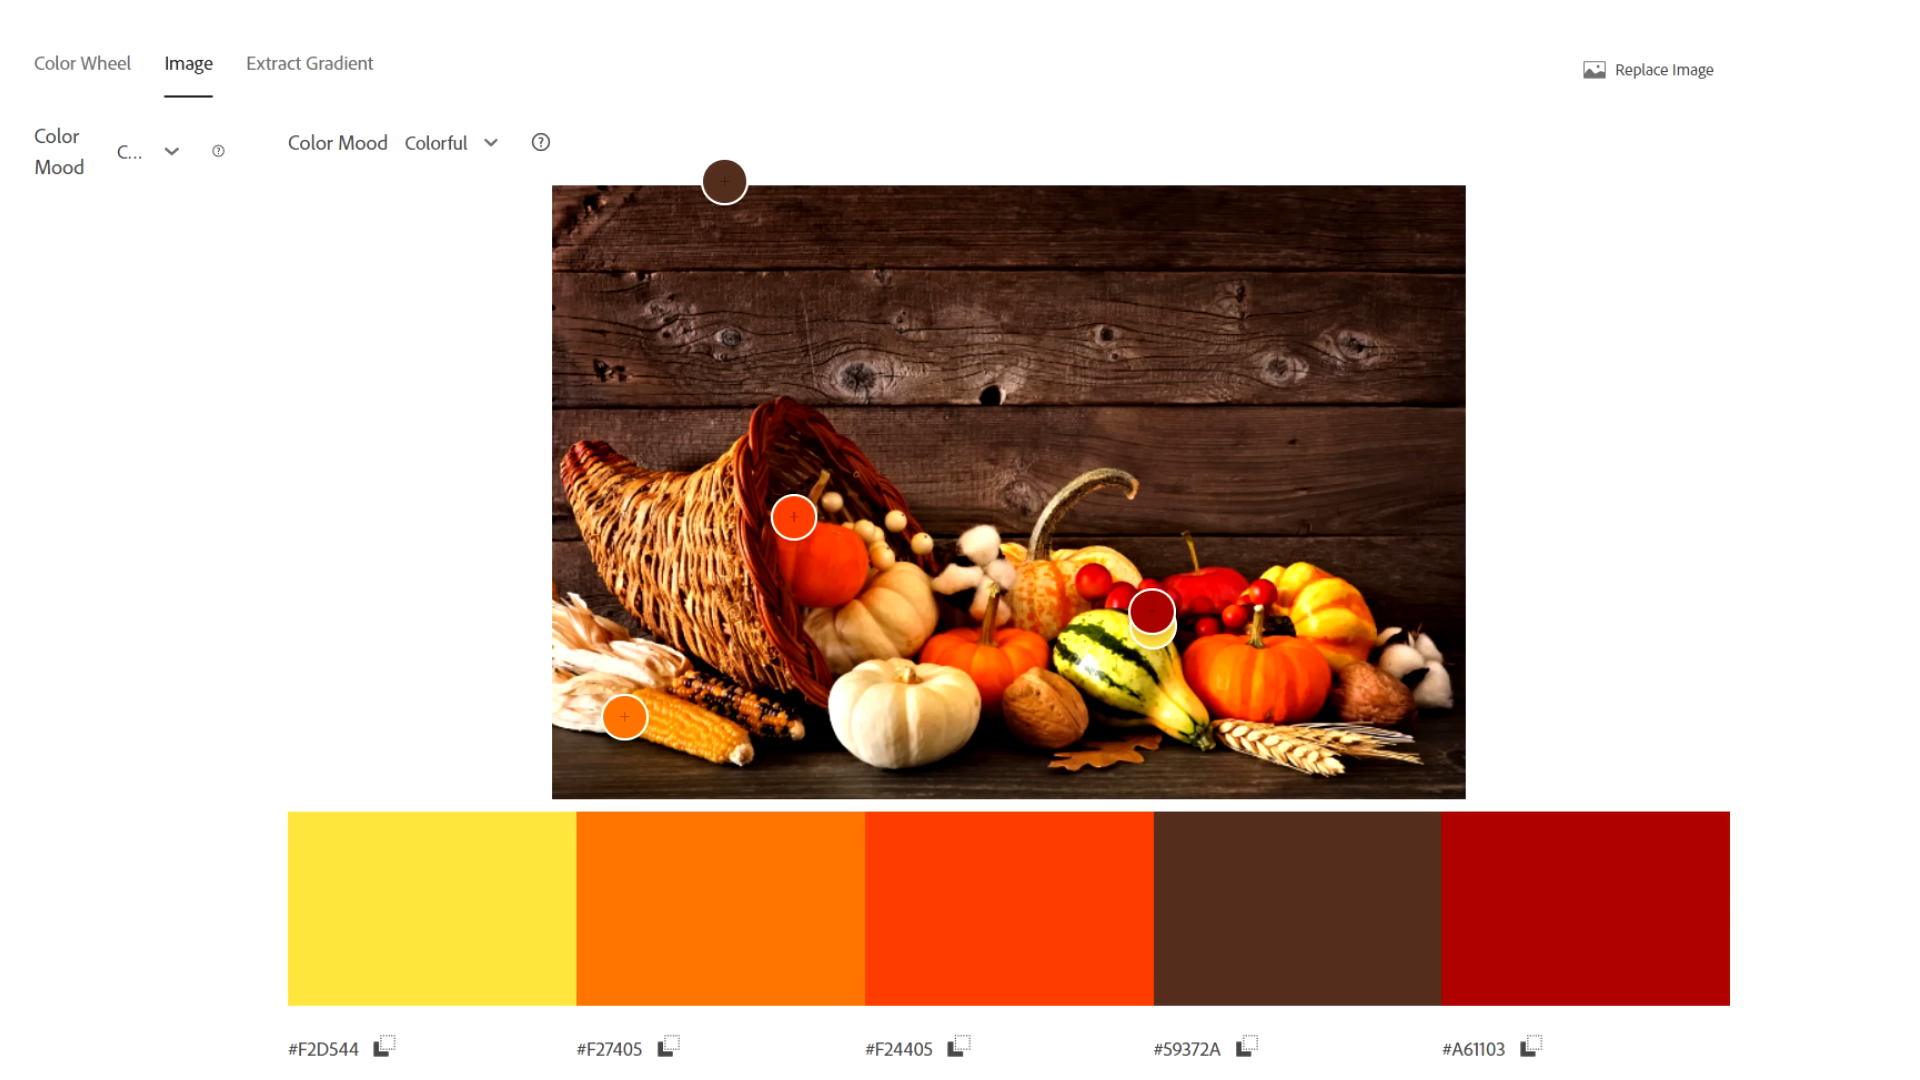 Color Wheel Image Extract Gradient Replace Image
Color Mood C... Color Mood Colorful
#F2D544 #F27405 #F24405 #59372A #A61103